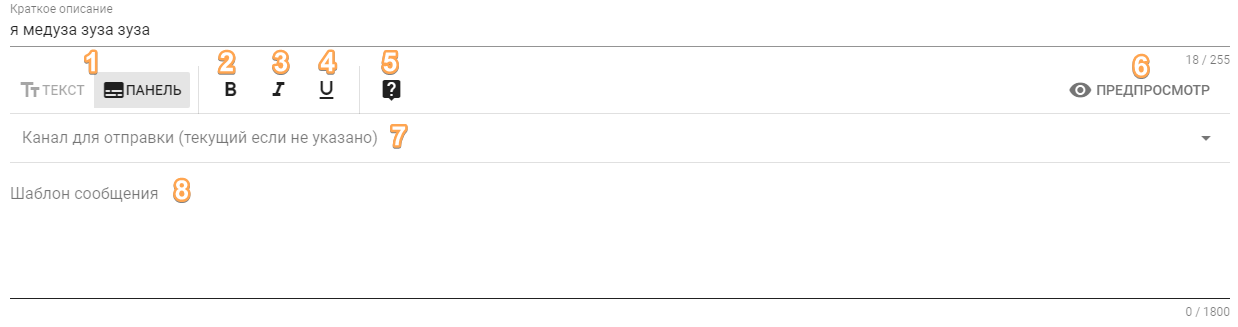 Краткое описание
я медуза зуза зуза
18 / 255
1 2 3 4 5 6
ТЕКСТ ПАНЕЛЬ B I U ? ПРЕДПРОСМОТР
Канал для отправки (текущий если не указано) 7
Шаблон сообщения 8
0 / 1800